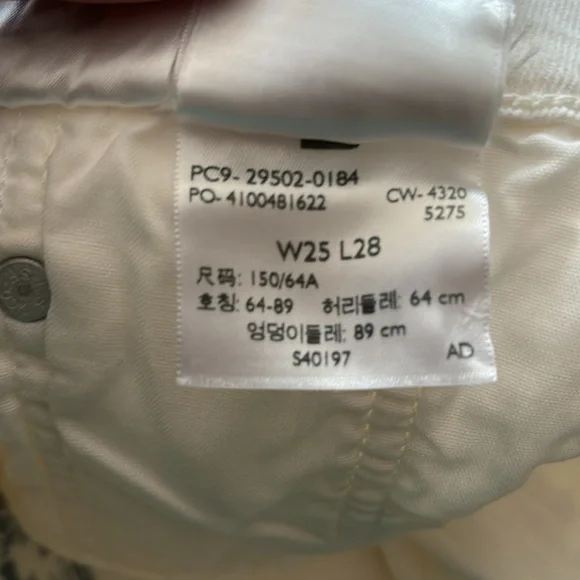 PC9- 29502-0184
PO- 4100481622 CW- 4320
5275
W25 L28
尺码: 150/64A
호칭: 64-89 허리둘레: 64 cm
엉덩이둘레: 89 cm
S40197 AD